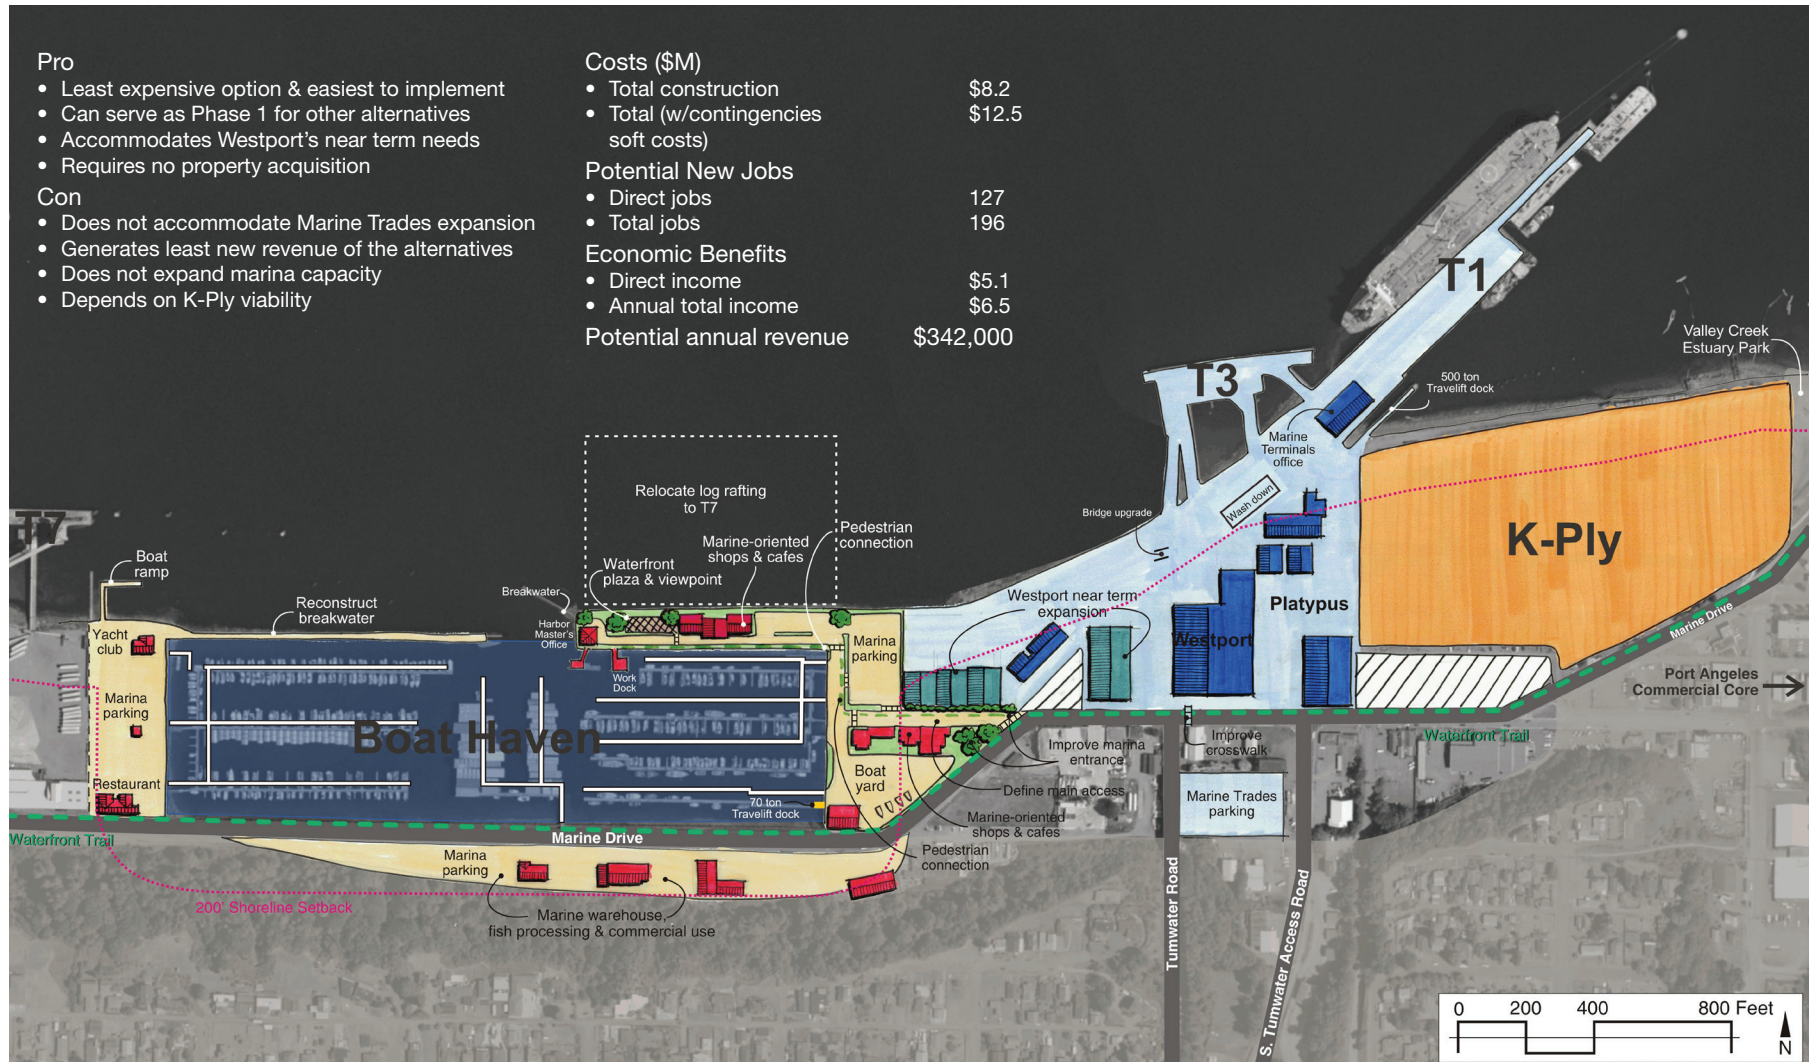 Pro
• Least expensive option & easiest to implement
• Can serve as Phase 1 for other alternatives
• Accommodates Westport’s near term needs
• Requires no property acquisition
Con
• Does not accommodate Marine Trades expansion
• Generates least new revenue of the alternatives
• Does not expand marina capacity
• Depends on K-Ply viability
Costs ($M)
• Total construction $8.2
• Total (w/contingencies $12.5
soft costs)
Potential New Jobs
• Direct jobs 127
• Total jobs 196
Economic Benefits
• Direct income $5.1
• Annual total income $6.5
Potential annual revenue $342,000
T1
T3
Valley Creek
Estuary Park
500 ton
Travelift dock
Marine
Terminals
office
Wash down
Bridge upgrade
K-Ply
Relocate log rafting
to T7
Pedestrian
connection
Marine-oriented
shops & cafes
Waterfront
plaza & viewpoint
T7
Boat
ramp
Breakwater
Reconstruct
breakwater
Harbor
Master’s
Office
Westport near term
expansion
Platypus
Westport
Marine Drive
Yacht
club
Marina
parking
Work
Dock
Marina
parking
Boat Haven
Port Angeles
Commercial Core
Improve marina
entrance
Improve
crosswalk
Waterfront Trail
Restaurant
Boat
yard
Define main access
70 ton
Travelift dock
Marine Trades
parking
Marine-oriented
shops & cafes
Waterfront Trail
Marine Drive
Pedestrian
connection
Marina
parking
200’ Shoreline Setback
Marine warehouse,
fish processing & commercial use
Tumwater Road
S. Tumwater Access Road
0 200 400 800 Feet
N